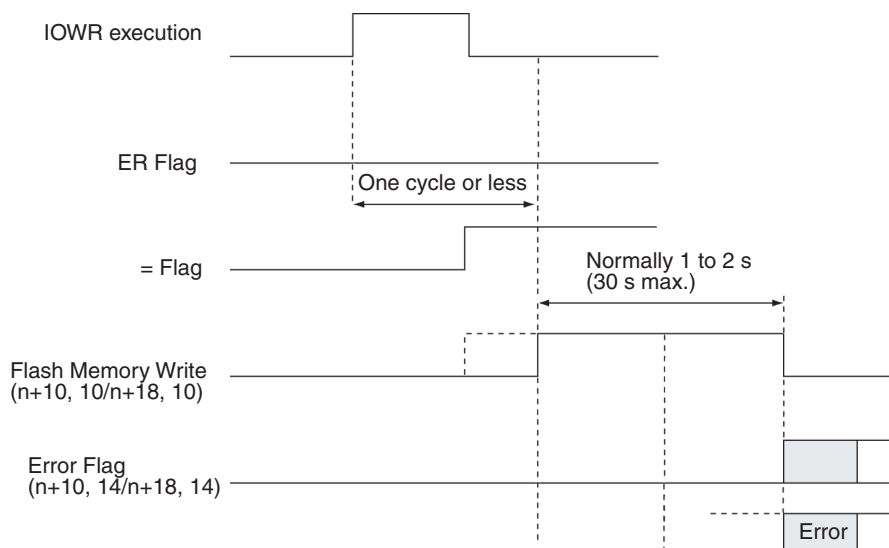 IOWR execution
ER Flag
One cycle or less
= Flag
Normally 1 to 2 s
(30 s max.)
Flash Memory Write
(n+10, 10/n+18, 10)
Error Flag
(n+10, 14/n+18, 14)
Error